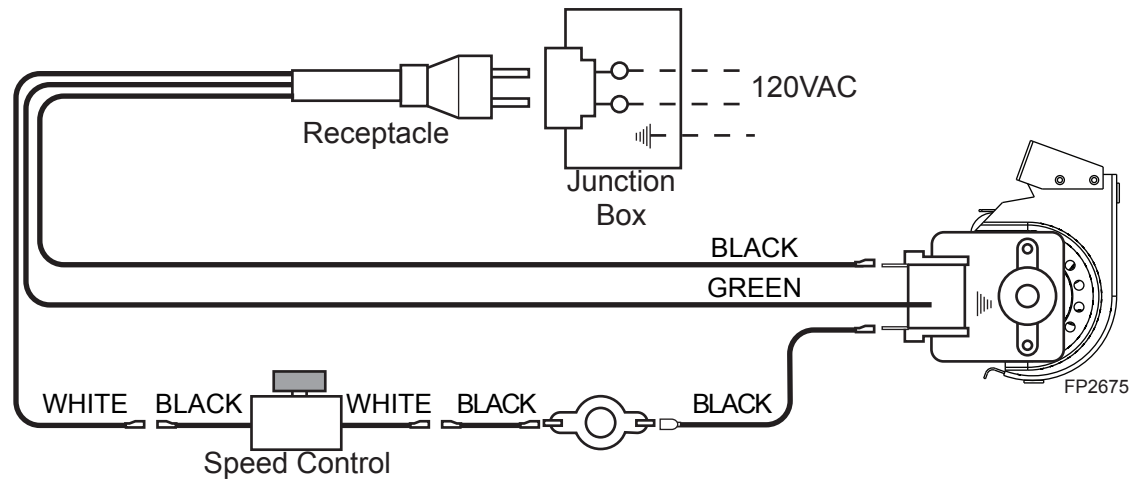 120VAC
Receptacle
Junction
Box
BLACK
GREEN
FP2675
WHITE BLACK WHITE BLACK BLACK
Speed Control